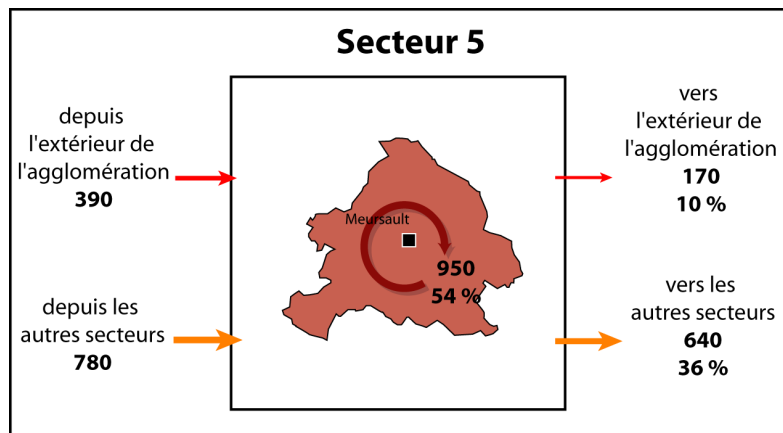 Secteur 5
depuis
l'extérieur de
l'agglomération
390
Meursault
950
54 %
vers
l'extérieur de
l'agglomération
170
10 %
depuis les
autres secteurs
780
vers les
autres secteurs
640
36 %